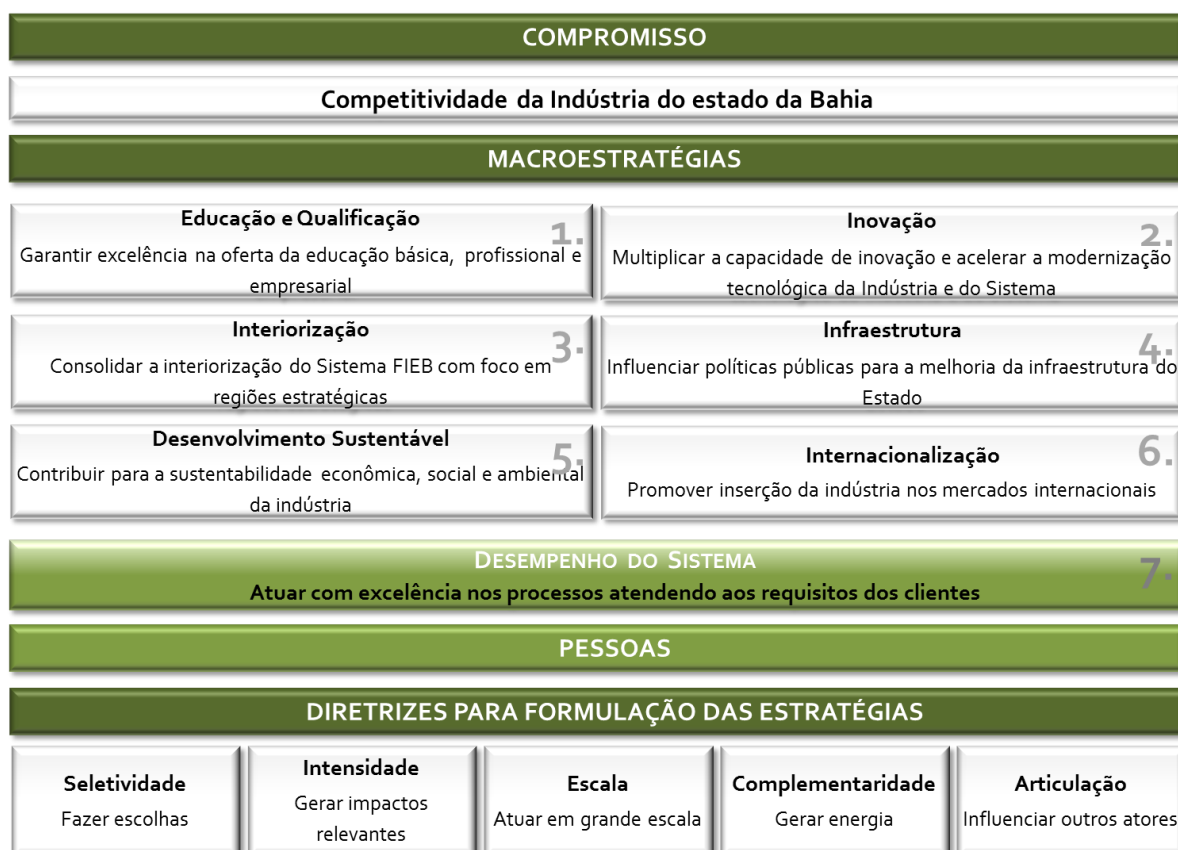 COMPROMISSO
Competitividade da Indústria do estado da Bahia
MACROESTRATÉGIAS
Educação e Qualificação
1.
Garantir excelência na oferta da educação básica, profissional e
empresarial
Inovação
2.
Multiplicar a capacidade de inovação e acelerar a modernização
tecnológica da Indústria e do Sistema
Interiorização
3.
Consolidar a interiorização do Sistema FIEB com foco em
regiões estratégicas
Infraestrutura
4.
Influenciar políticas públicas para a melhoria da infraestrutura do
Estado
Desenvolvimento Sustentável
5.
Contribuir para a sustentabilidade econômica, social e ambiental
da indústria
Internacionalização
6.
Promover inserção da indústria nos mercados internacionais
DESEMPENHO DO SISTEMA
7.
Atuar com excelência nos processos atendendo aos requisitos dos clientes
PESSOAS
DIRETRIZES PARA FORMULAÇÃO DAS ESTRATÉGIAS
Seletividade
Fazer escolhas
Intensidade
Gerar impactos
relevantes
Escala
Atuar em grande escala
Complementaridade
Gerar energia
Articulação
Influenciar outros atores